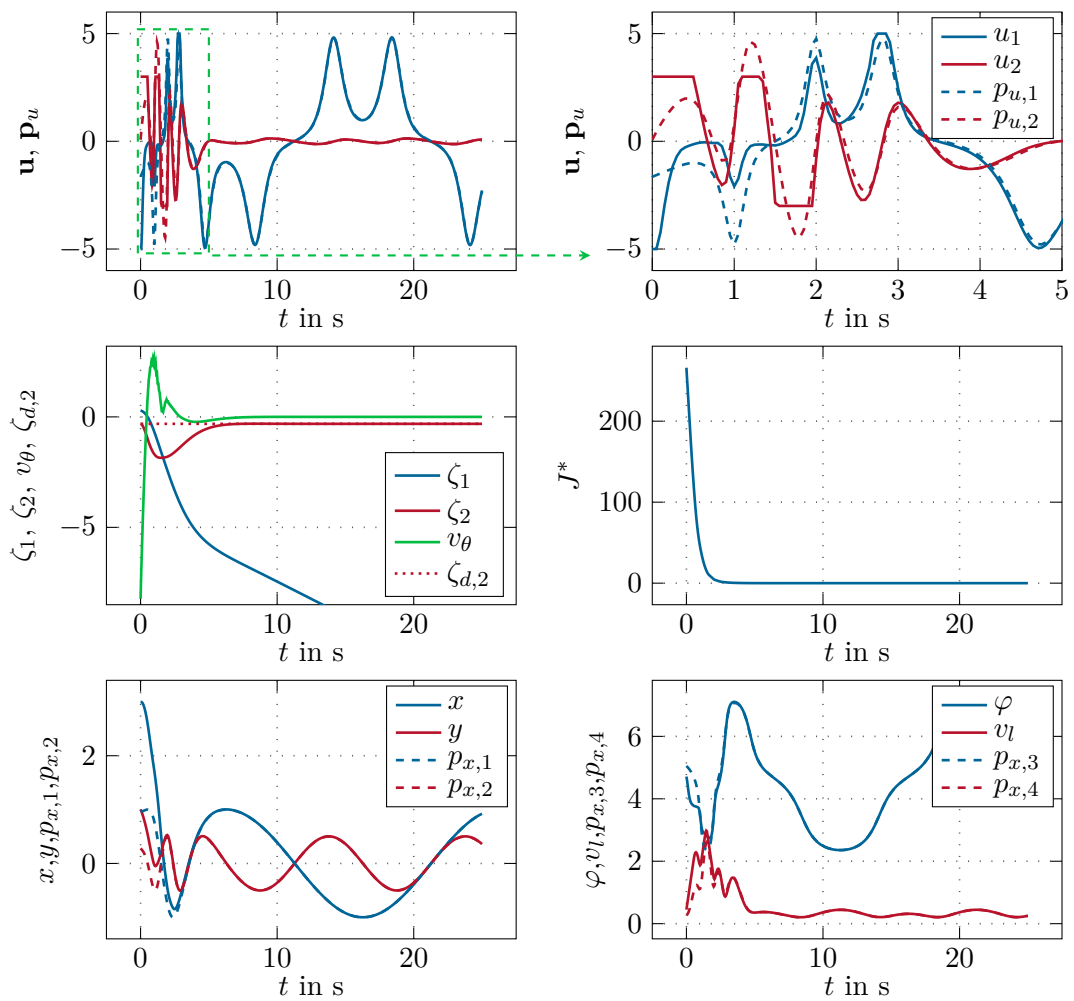 5
0
−5
u, p_u
0
10
20
t in s
5
0
−5
u, p_u
0
1
2
3
4
5
t in s
u_1
u_2
p_{u,1}
p_{u,2}
0
−5
ζ_1, ζ_2, v_θ, ζ_{d,2}
0
10
20
t in s
ζ_1
ζ_2
v_θ
ζ_{d,2}
200
100
0
J*
0
10
20
t in s
2
0
x,y,p_{x,1},p_{x,2}
0
10
20
t in s
x
y
p_{x,1}
p_{x,2}
6
4
2
0
φ,v_l,p_{x,3},p_{x,4}
0
10
20
t in s
φ
v_l
p_{x,3}
p_{x,4}